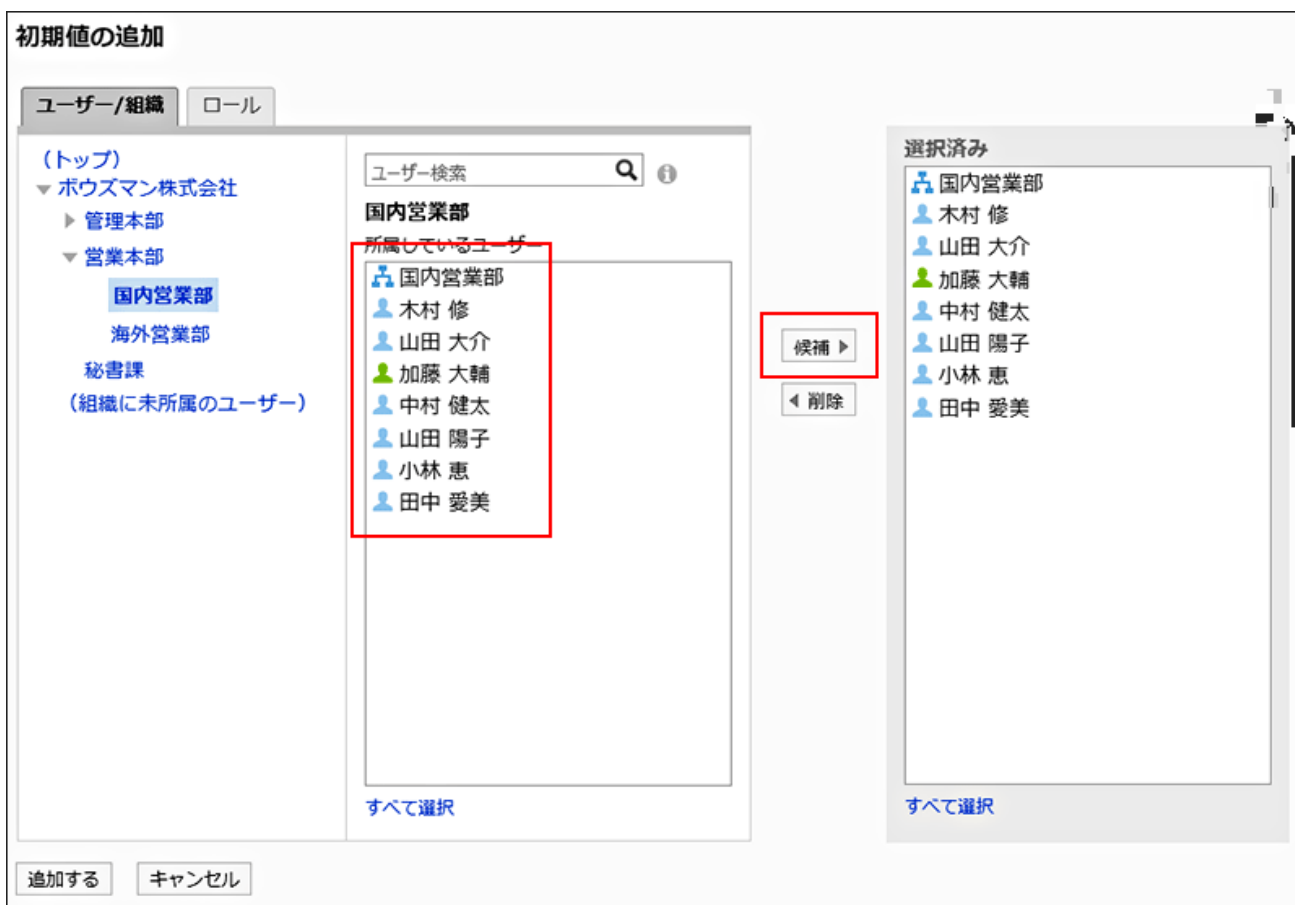 初期値の追加
ユーザー/組織
ロール
(トップ)
ボウズマン株式会社
管理本部
営業本部
国内営業部
海外営業部
秘書課
(組織に未所属のユーザー)
ユーザー検索
国内営業部
所属しているユーザー
国内営業部
木村 修
山田 大介
加藤 大輔
中村 健太
山田 陽子
小林 恵
田中 愛美
すべて選択
候補
削除
選択済み
国内営業部
木村 修
山田 大介
加藤 大輔
中村 健太
山田 陽子
小林 恵
田中 愛美
すべて選択
追加する
キャンセル